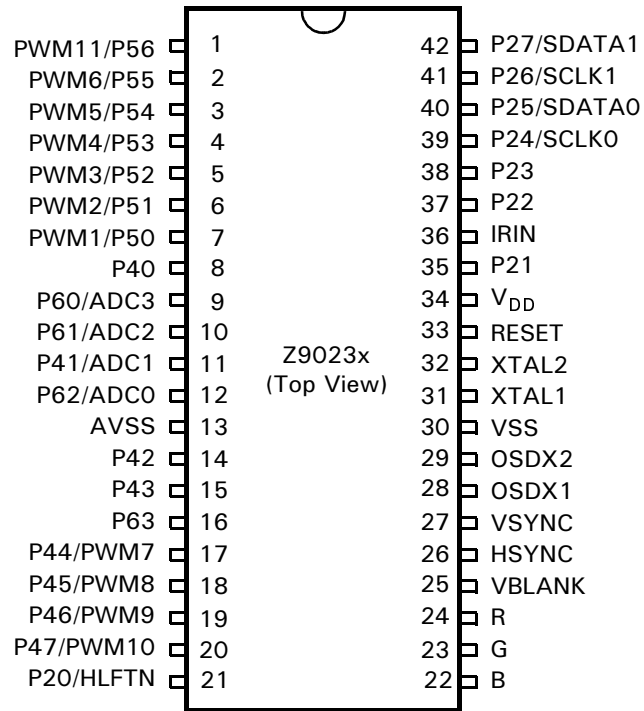 PWM11/P56 1 42 P27/SDATA1
PWM6/P55 2 41 P26/SCLK1
PWM5/P54 3 40 P25/SDATA0
PWM4/P53 4 39 P24/SCLK0
PWM3/P52 5 38 P23
PWM2/P51 6 37 P22
PWM1/P50 7 36 IRIN
P40 8 35 P21
P60/ADC3 9 34 VDD
P61/ADC2 10 33 RESET
P41/ADC1 11 32 XTAL2
Z9023x
(Top View)
P62/ADC0 12 31 XTAL1
AVSS 13 30 VSS
P42 14 29 OSDX2
P43 15 28 OSDX1
P63 16 27 VSYNC
P44/PWM7 17 26 HSYNC
P45/PWM8 18 25 VBLANK
P46/PWM9 19 24 R
P47/PWM10 20 23 G
P20/HLFTN 21 22 B